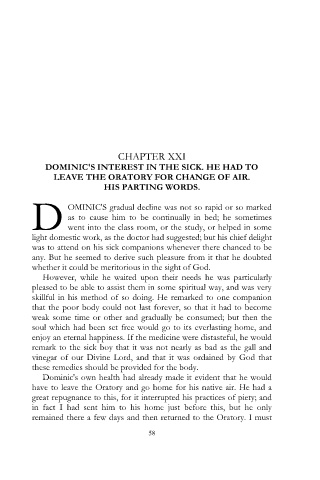 CHAPTER XXI
DOMINIC'S INTEREST IN THE SICK. HE HAD TO
LEAVE THE ORATORY FOR CHANGE OF AIR.
HIS PARTING WORDS.
DOMINIC'S gradual decline was not so rapid or so marked
as to cause him to be continually in bed; he sometimes
went into the class room, or the study, or helped in some
light domestic work, as the doctor had suggested; but his chief delight
was to attend on his sick companions whenever there chanced to be
any. But he seemed to derive such pleasure from it that he doubted
whether it could be meritorious in the sight of God.
However, while he waited upon their needs he was particularly
pleased to be able to assist them in some spiritual way, and was very
skillful in his method of so doing. He remarked to one companion
that the poor body could not last forever, so that it had to become
weak some time or other and gradually be consumed; but then the
soul which had been set free would go to its everlasting home, and
enjoy an eternal happiness. If the medicine were distasteful, he would
remark to the sick boy that it was not nearly as bad as the gall and
vinegar of our Divine Lord, and that it was ordained by God that
these remedies should be provided for the body.
Dominic's own health had already made it evident that he would
have to leave the Oratory and go home for his native air. He had a
great repugnance to this, for it interrupted his practices of piety; and
in fact I had sent him to his home just before this, but he only
remained there a few days and then returned to the Oratory. I must
58